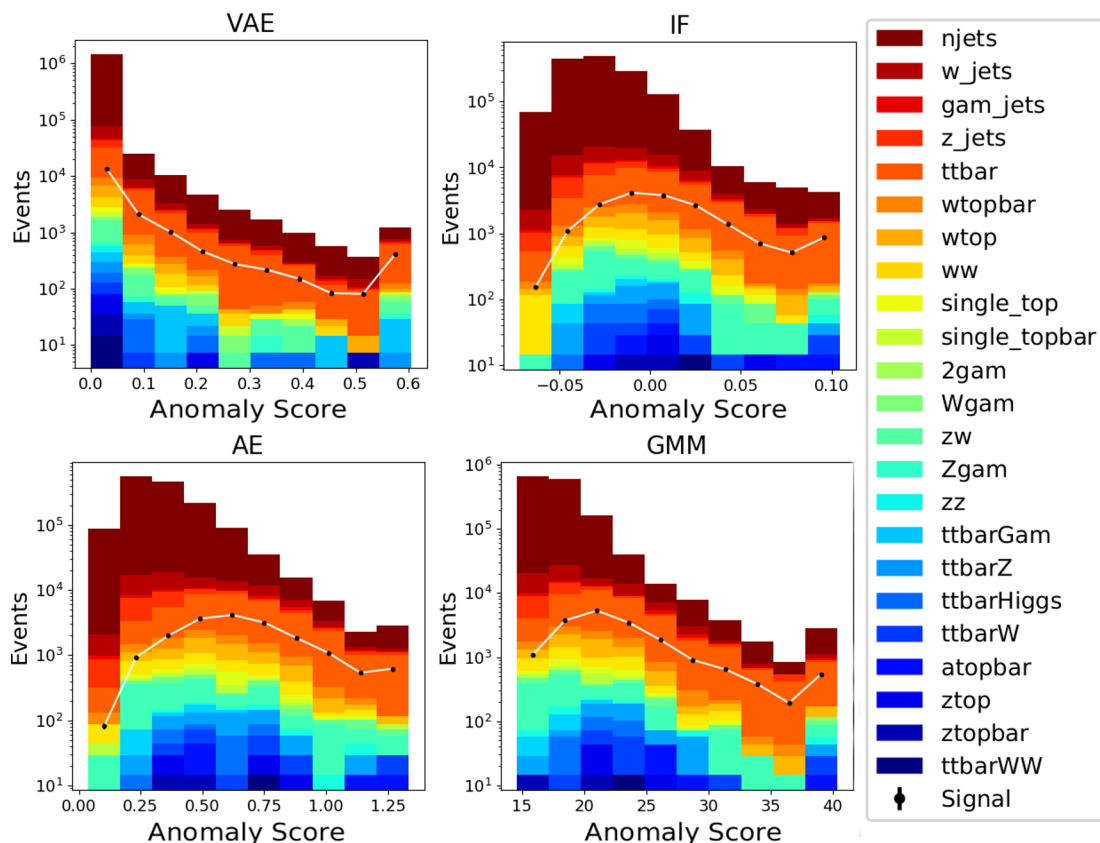 VAE
10^6
10^5
10^4
10^3
10^2
10^1
Events
0.0 0.1 0.2 0.3 0.4 0.5 0.6
Anomaly Score
IF
10^5
10^4
10^3
10^2
10^1
Events
−0.05 0.00 0.05 0.10
Anomaly Score
AE
10^5
10^4
10^3
10^2
10^1
Events
0.00 0.25 0.50 0.75 1.00 1.25
Anomaly Score
GMM
10^6
10^5
10^4
10^3
10^2
10^1
Events
15 20 25 30 35 40
Anomaly Score
njets
w_jets
gam_jets
z_jets
ttbar
wtopbar
wtop
ww
single_top
single_topbar
2gam
Wgam
zw
Zgam
zz
ttbarGam
ttbarZ
ttbarHiggs
ttbarW
atopbar
ztop
ztopbar
ttbarWW
Signal